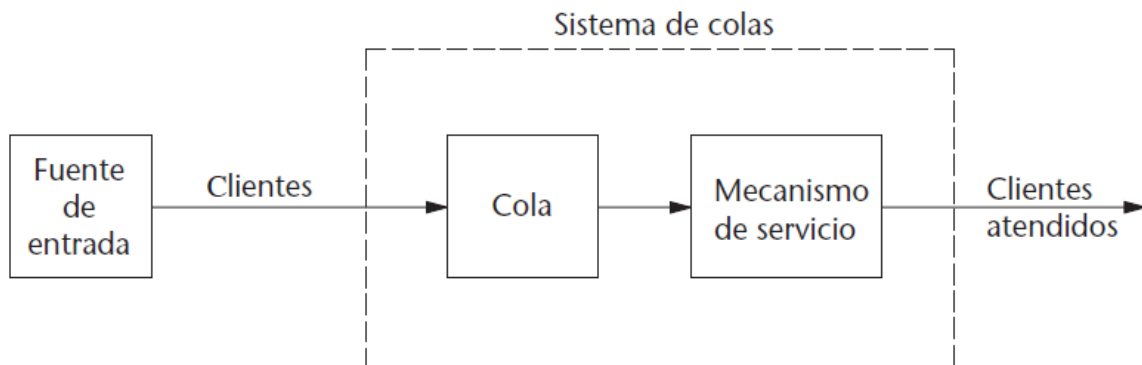 Sistema de colas
Fuente
de
entrada
Clientes
Cola
Mecanismo
de servicio
Clientes
atendidos